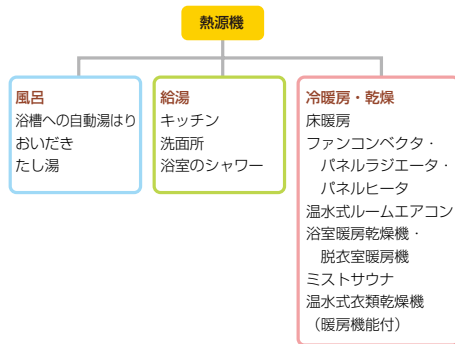 熱源機
風呂
浴槽への自動湯はり
おいだき
たし湯
給湯
キッチン
洗面所
浴室のシャワー
冷暖房・乾燥
床暖房
ファンコンベクタ・
パネルラジエータ・
パネルヒータ
温水式ルームエアコン
浴室暖房乾燥機・
脱衣室暖房機
ミストサウナ
温水式衣類乾燥機
（暖房機能付）